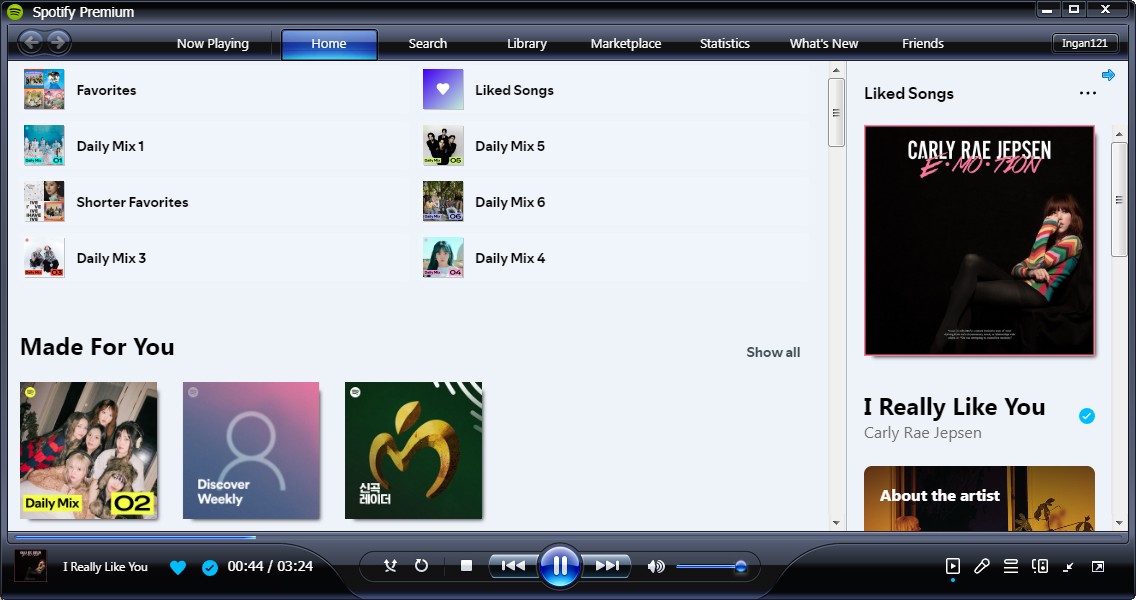 Spotify Premium
Now Playing
Home
Search
Library
Marketplace
Statistics
What's New
Friends
Ingan121
Favorites
Liked Songs
Daily Mix 1
Daily Mix 5
Shorter Favorites
Daily Mix 6
Daily Mix 3
Daily Mix 4
Made For You
Show all
Daily Mix 02
Discover
Weekly
신곡
레이더
Liked Songs
CARLY RAE JEPSEN
E·MO·TION
I Really Like You
Carly Rae Jepsen
About the artist
I Really Like You
00:44 / 03:24